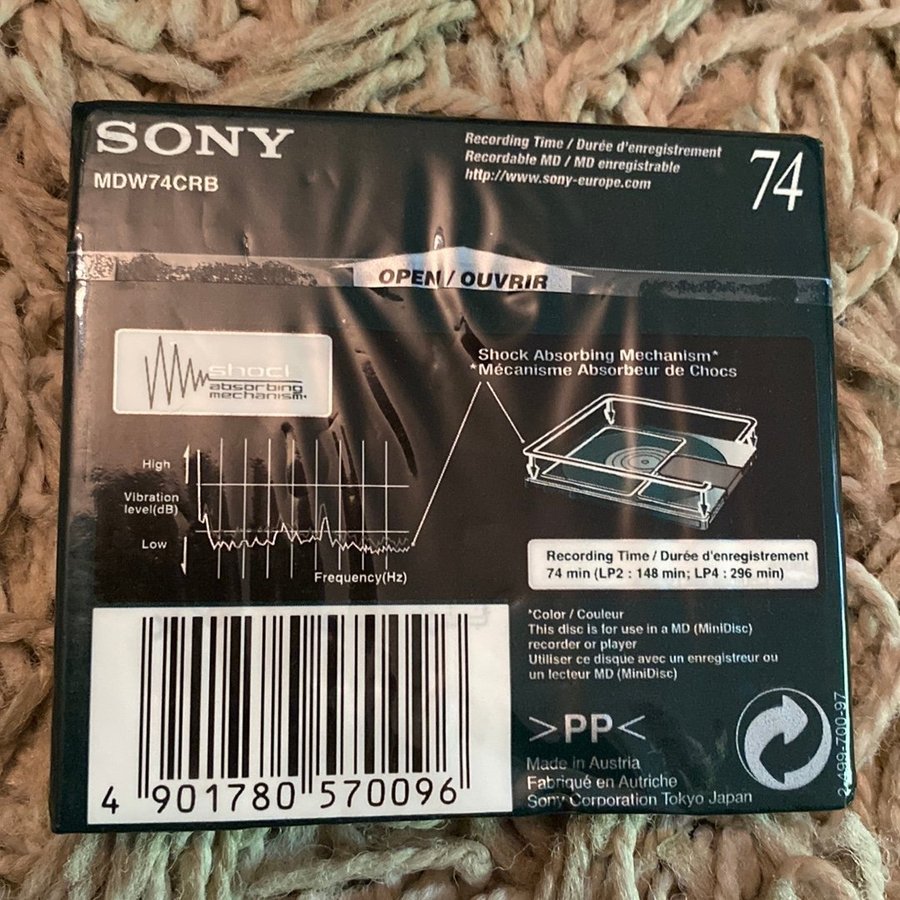 SONY
MDW74CRB
Recording Time / Durée d'enregistrement
Recordable MD / MD enregistrable
http://www.sony-europe.com
74
OPEN / OUVRIR
shock
absorbing
mechanism*
Shock Absorbing Mechanism*
*Mécanisme Absorbeur de Chocs
High
Vibration
level(dB)
Low
Frequency(Hz)
Recording Time / Durée d'enregistrement
74 min (LP2 : 148 min; LP4 : 296 min)
*Color / Couleur
This disc is for use in a MD (MiniDisc)
recorder or player
Utiliser ce disque avec un enregistreur ou
un lecteur MD (MiniDisc)
>PP<
Made in Austria
Fabriqué en Autriche
Sony Corporation Tokyo Japan
2-499-700-97
4 901780 570096